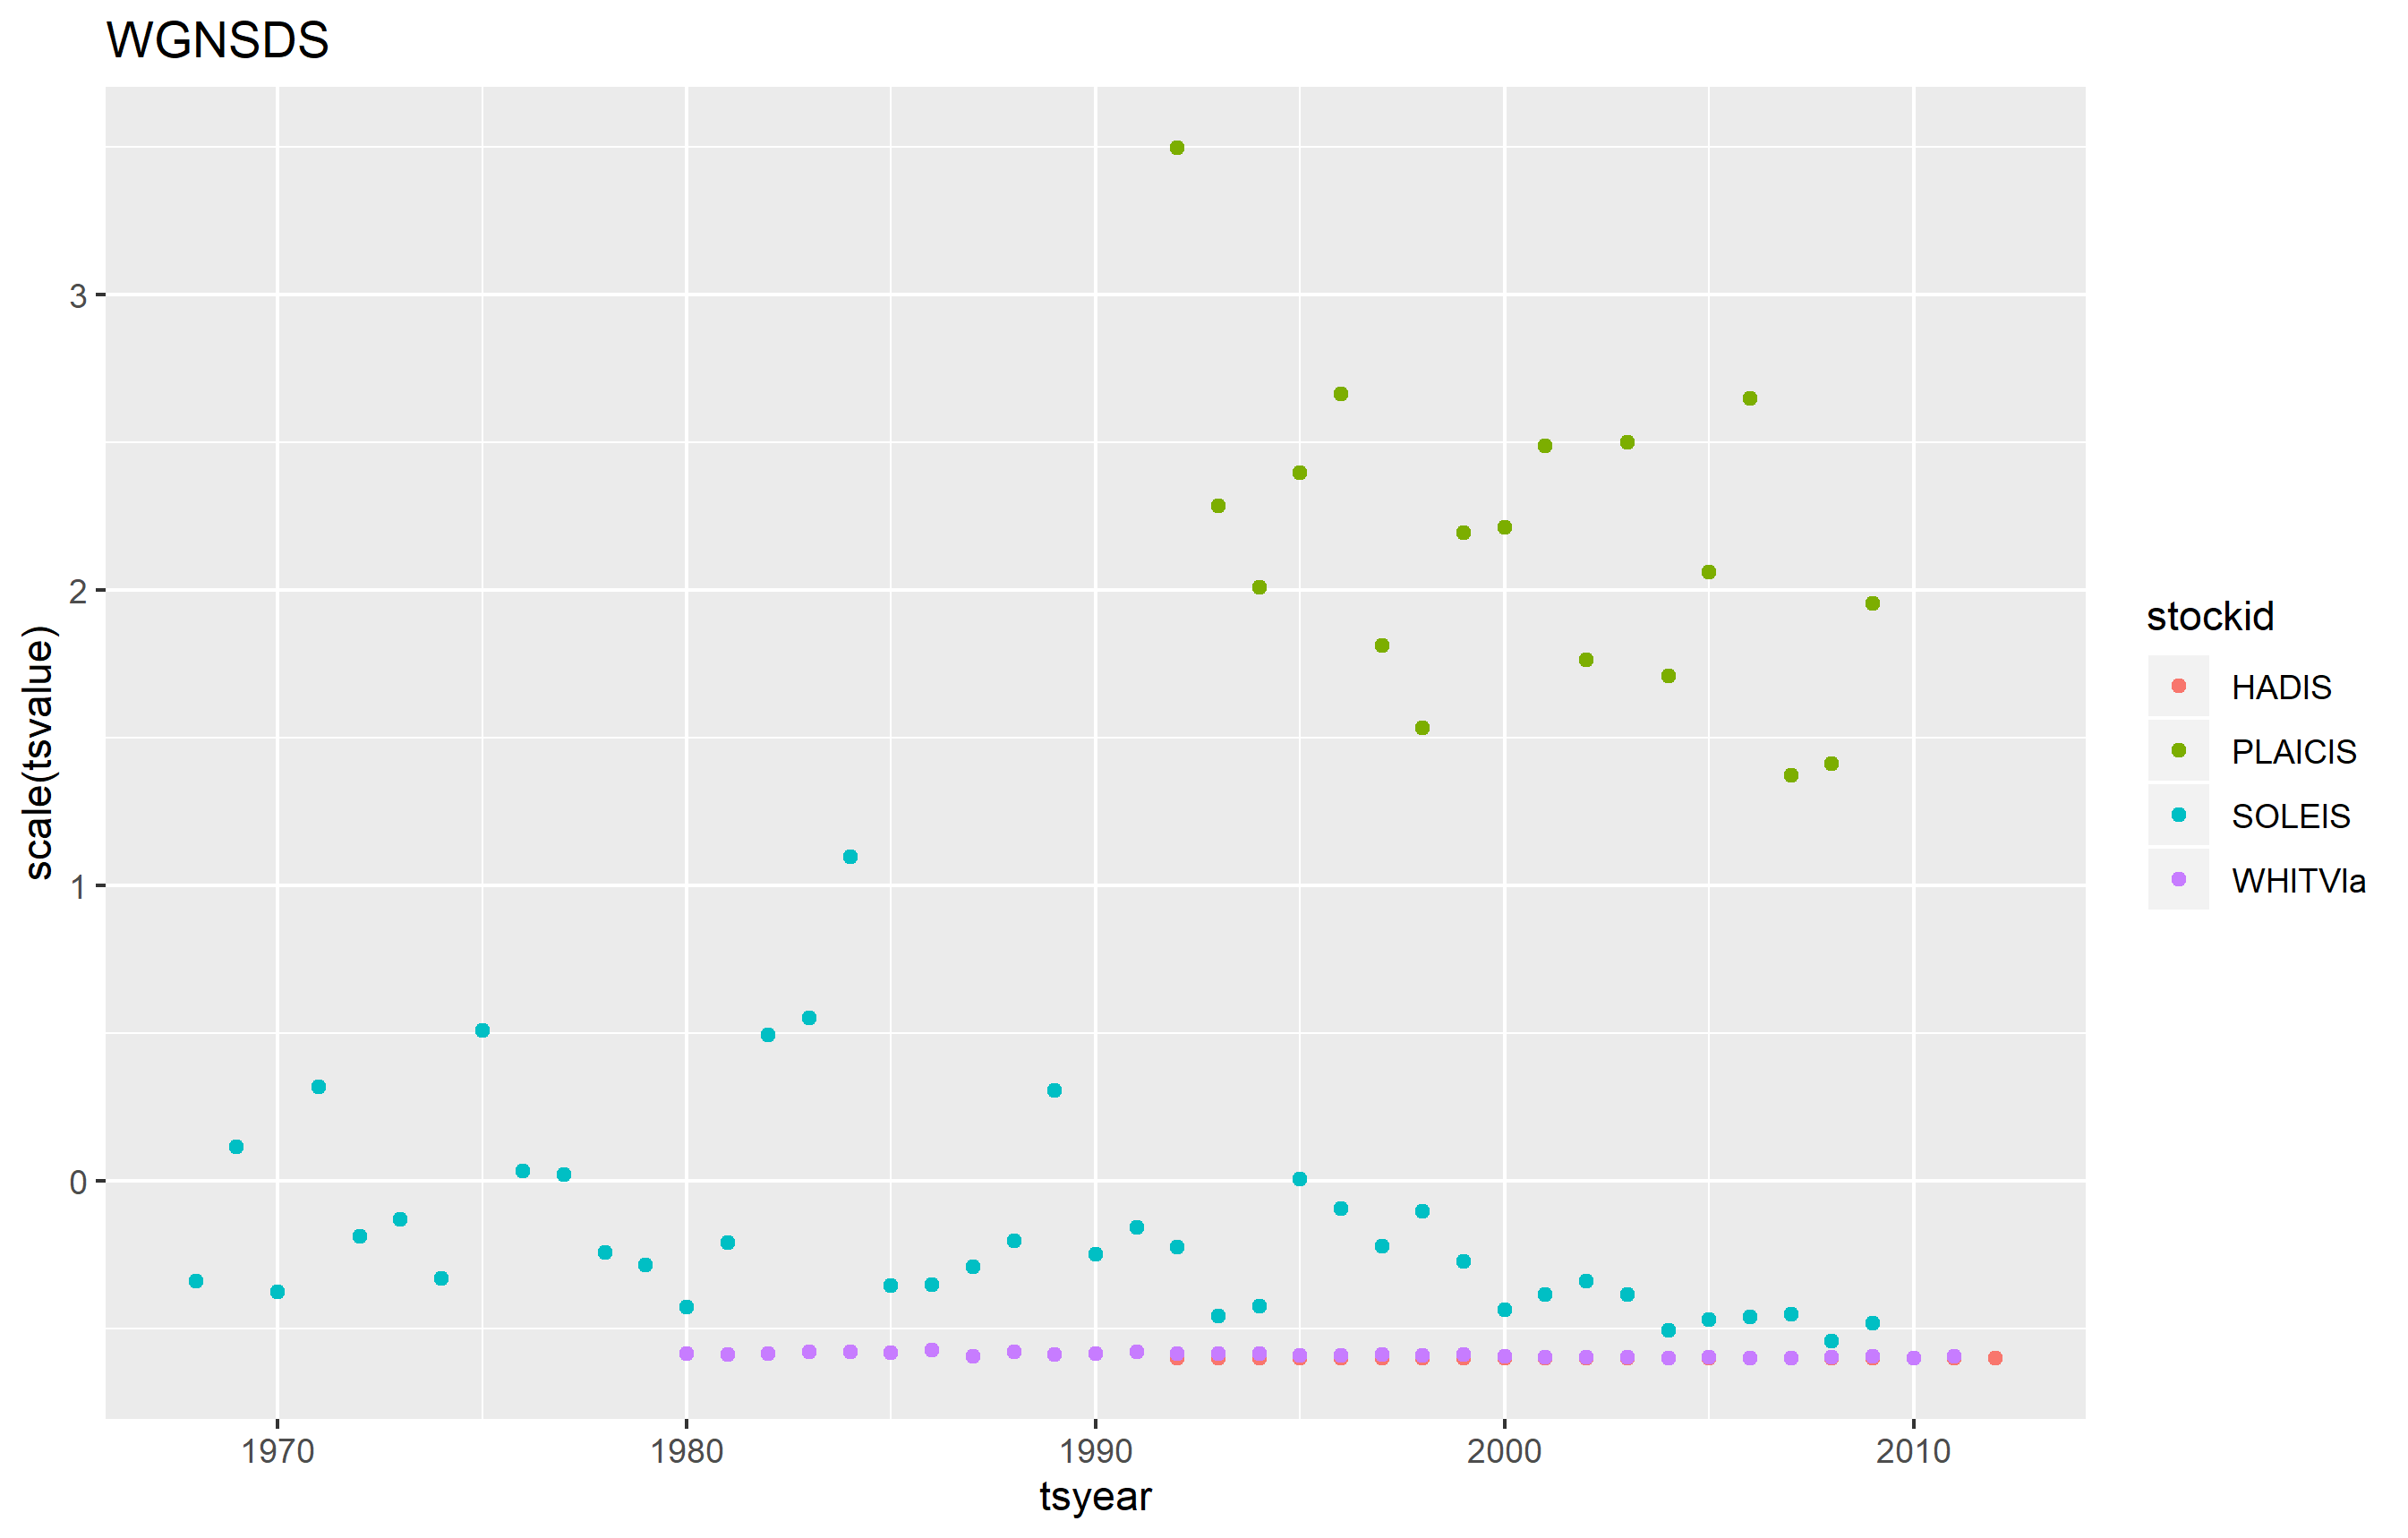 WGNSDS
3
2
1
0
scale(tsvalue)
1970
1980
1990
2000
2010
tsyear
stockid
HADIS
PLAICIS
SOLEIS
WHITVIa